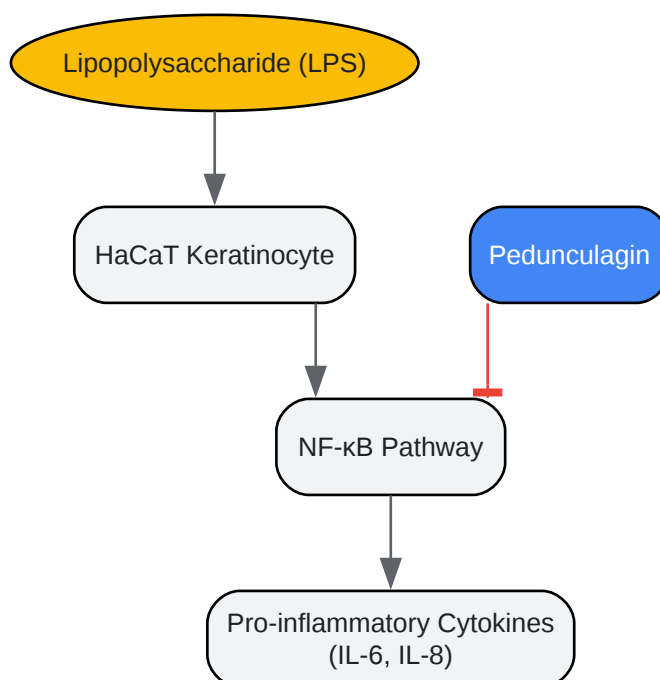 Lipopolysaccharide (LPS)
HaCaT Keratinocyte
Pedunculagin
NF-κB Pathway
Pro-inflammatory Cytokines
(IL-6, IL-8)